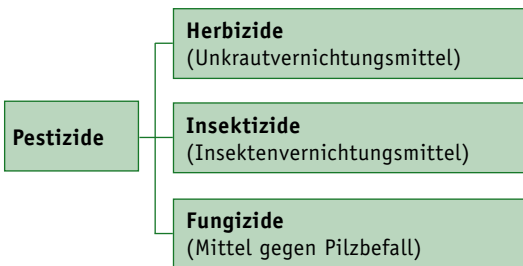 Herbizide
(Unkrautvernichtungsmittel)
Pestizide
Insektizide
(Insektenvernichtungsmittel)
Fungizide
(Mittel gegen Pilzbefall)